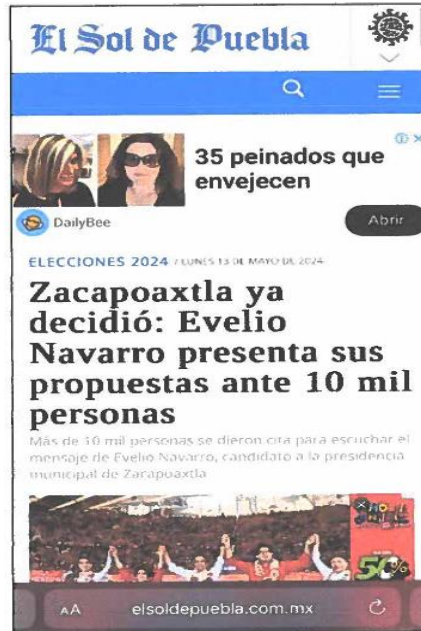 El Sol de Puebla
35 peinados que
envejecen
DailyBee
Abrir
ELECCIONES 2024 / LUNES 13 DE MAYO DE 2024
Zacapoaxtla ya
decidió: Evelio
Navarro presenta sus
propuestas ante 10 mil
personas
Más de 10 mil personas se dieron cita para escuchar el
mensaje de Evelio Navarro, candidato a la presidencia
municipal de Zacapoaxtla
50%
AA elsoldepuebla.com.mx